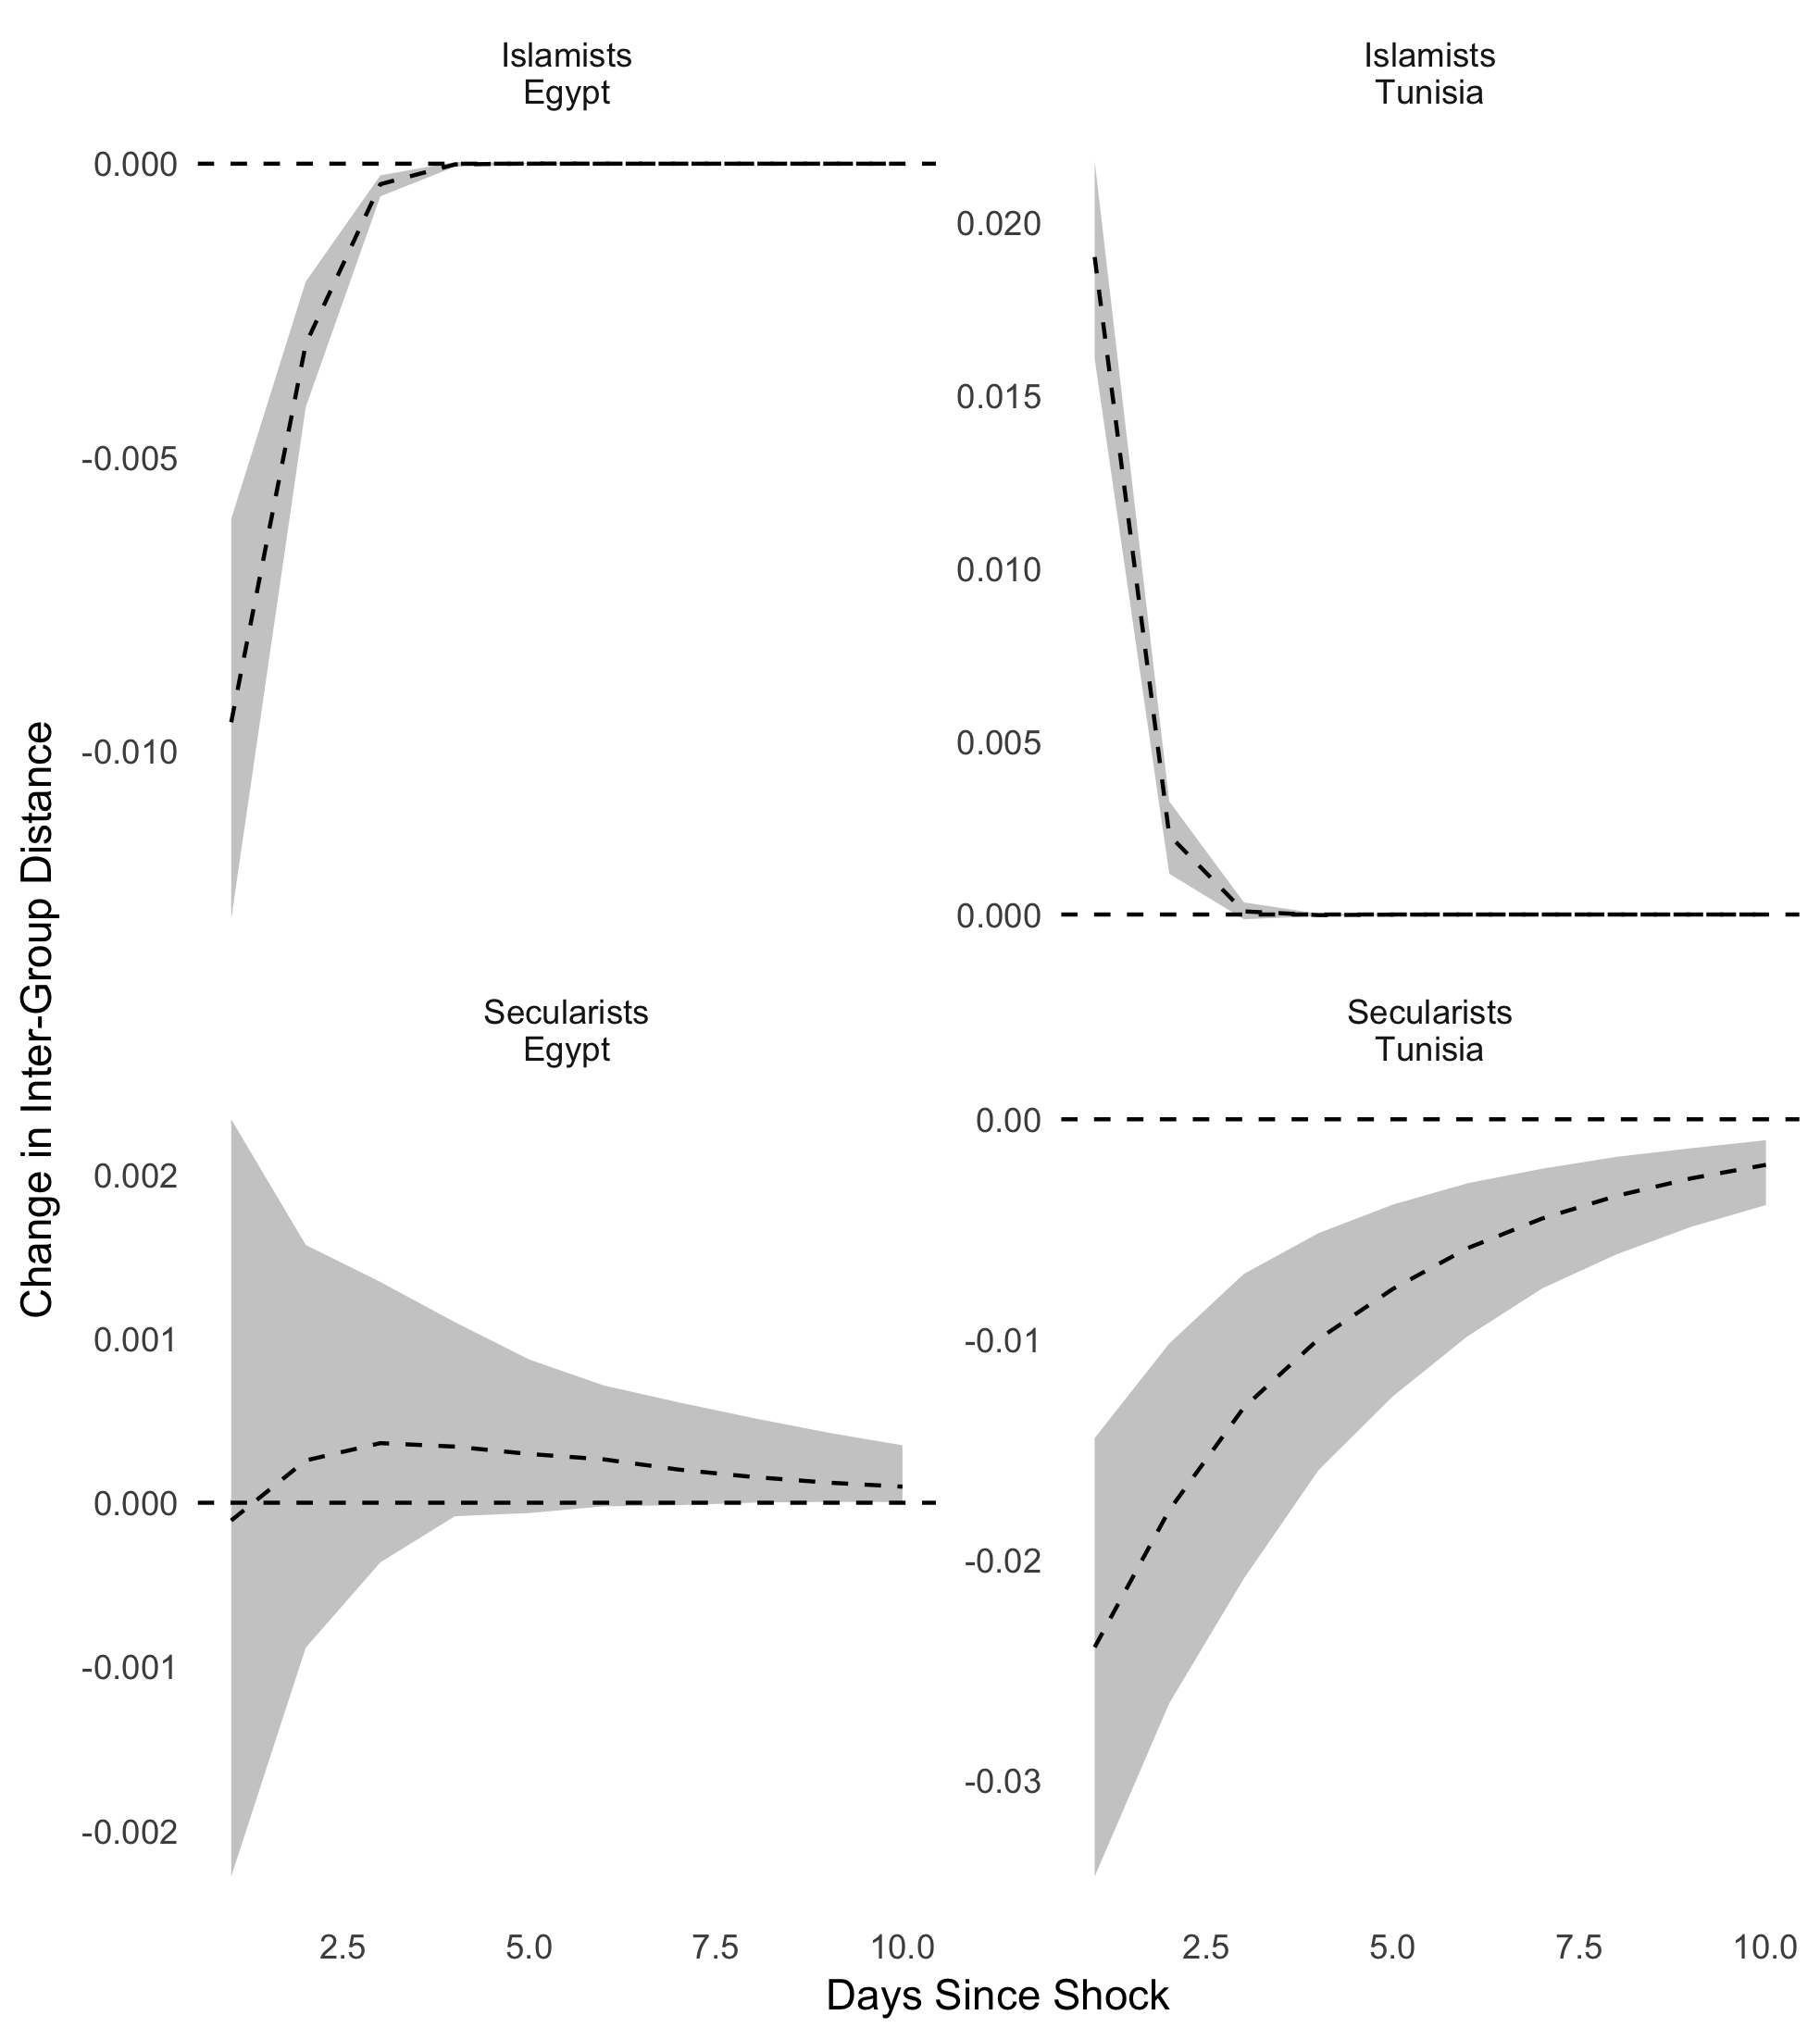 Islamists
Egypt
Islamists
Tunisia
0.000
-0.005
-0.010
0.020
0.015
0.010
0.005
0.000
Change in Inter-Group Distance
Secularists
Egypt
Secularists
Tunisia
0.002
0.001
0.000
-0.001
-0.002
0.00
-0.01
-0.02
-0.03
2.5 5.0 7.5 10.0
2.5 5.0 7.5 10.0
Days Since Shock